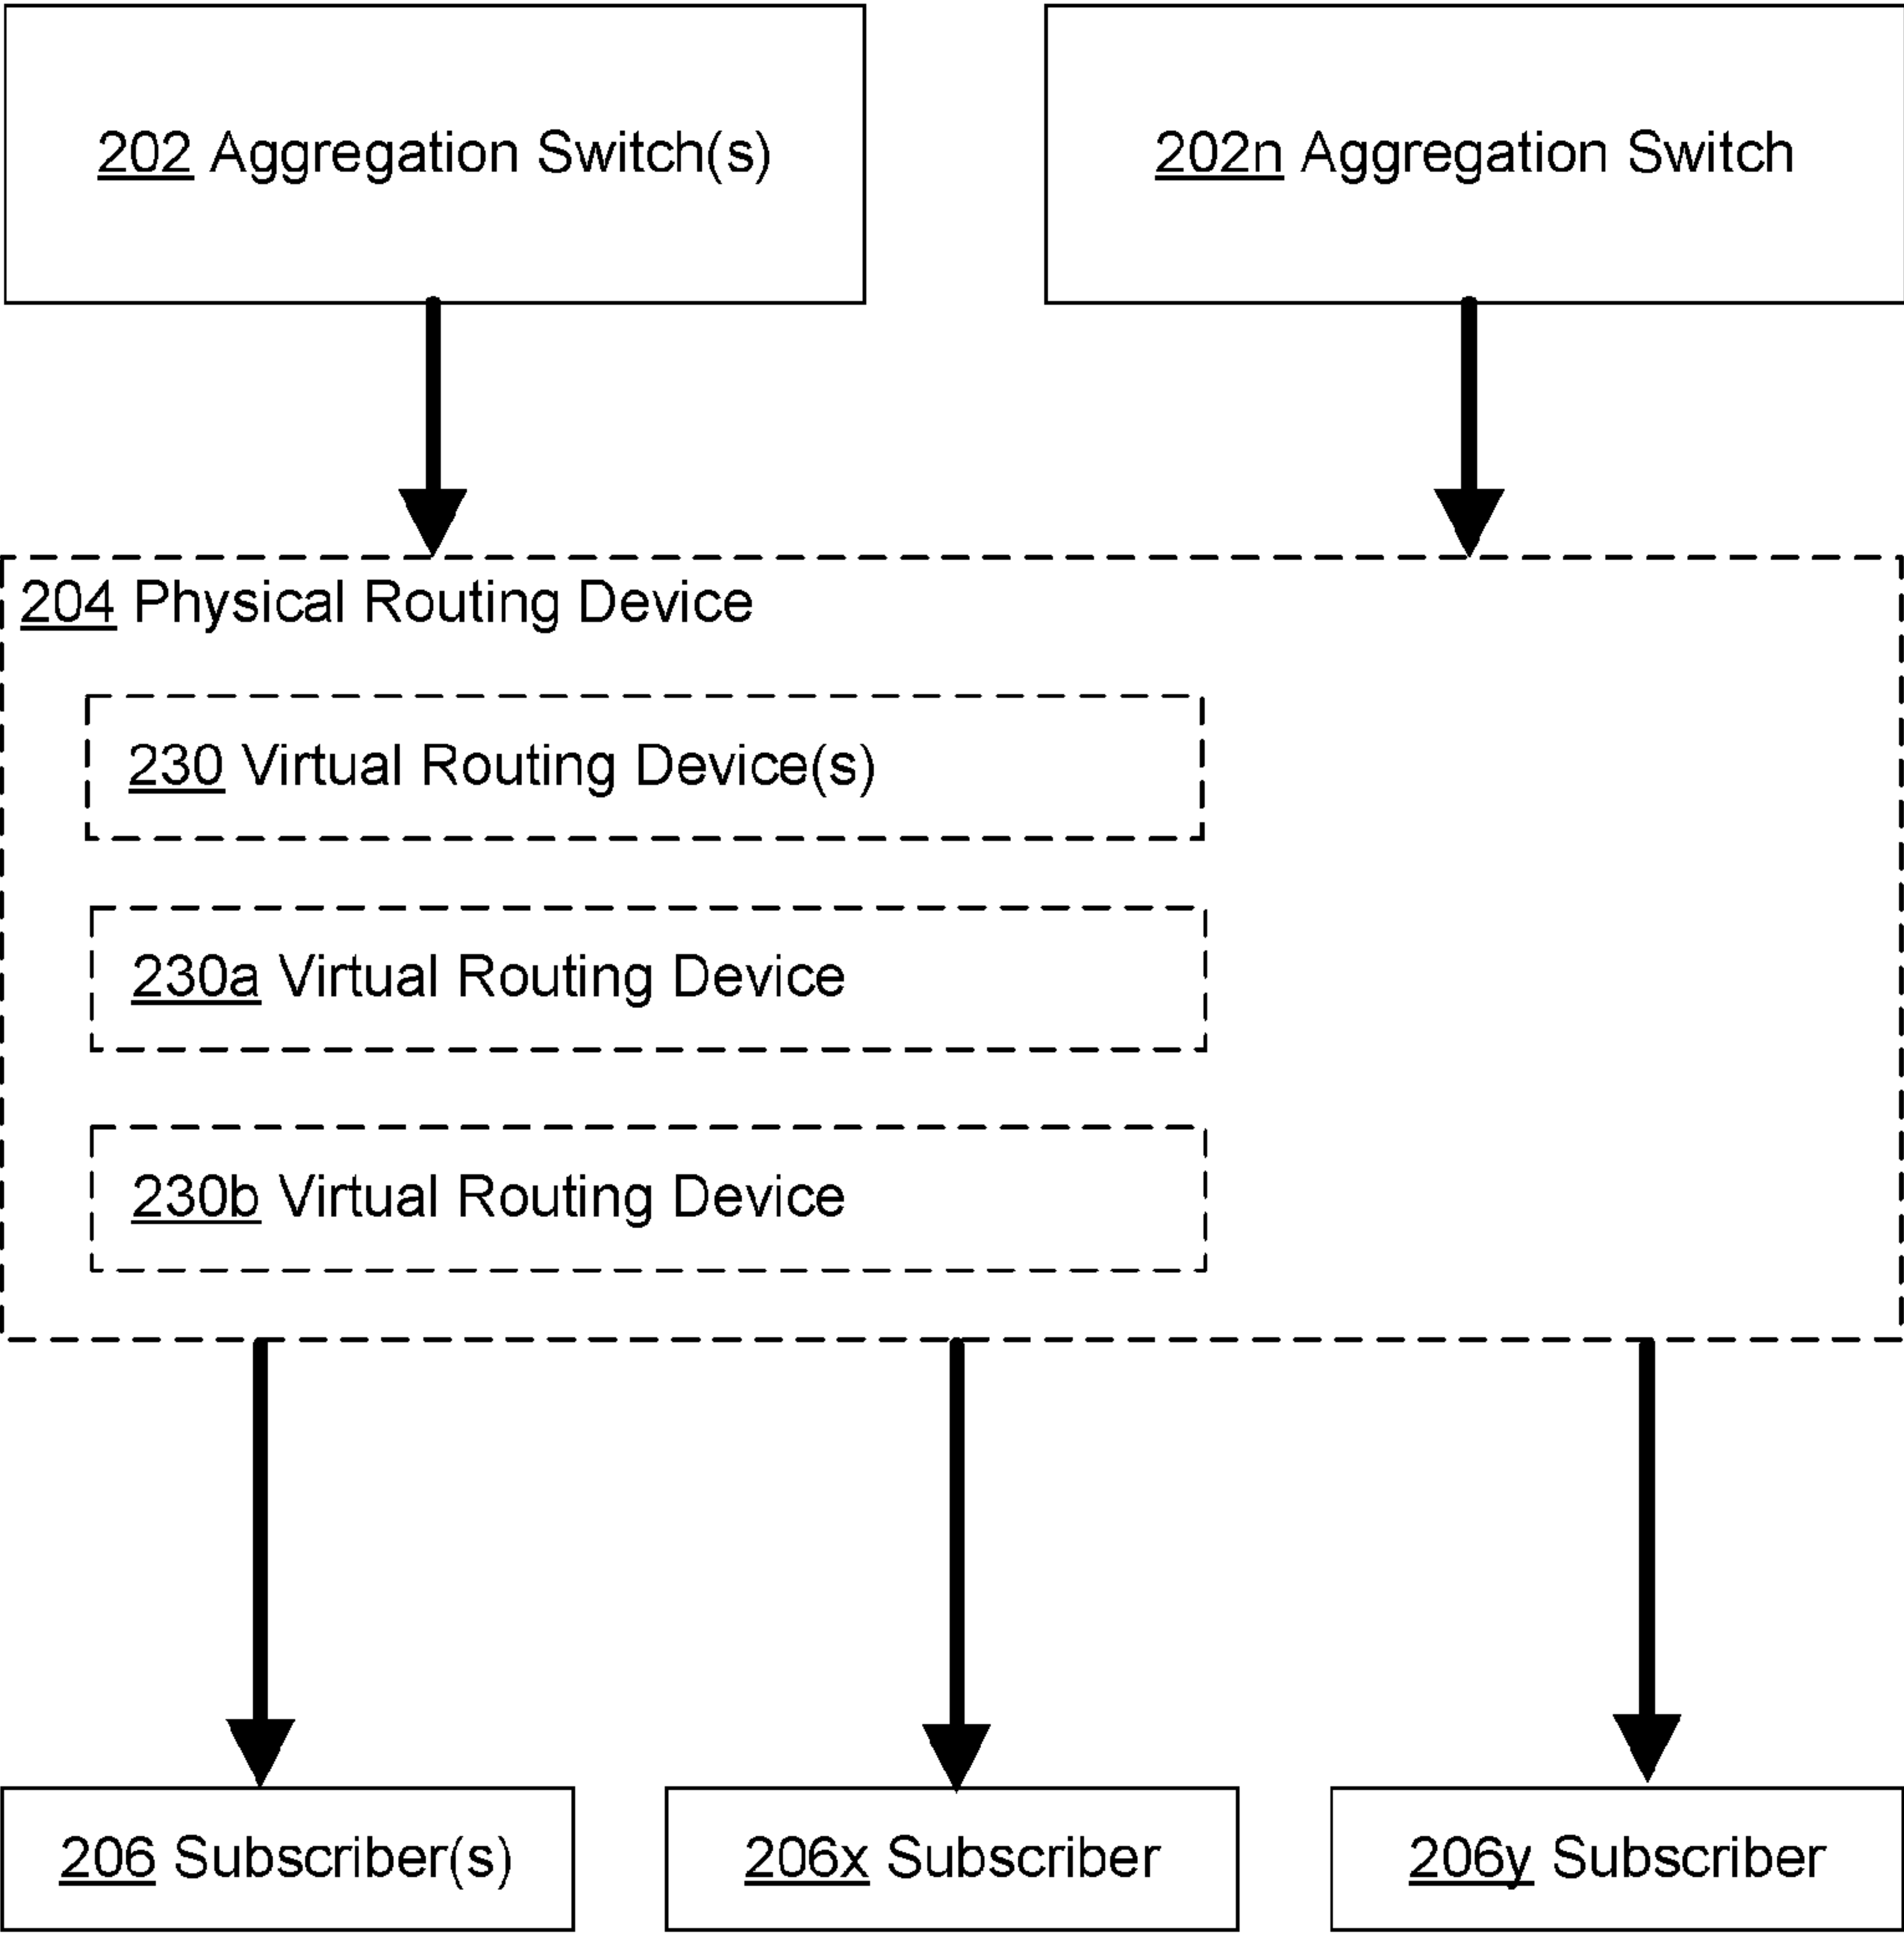 202 Aggregation Switch(s)
202n Aggregation Switch
204 Physical Routing Device
230 Virtual Routing Device(s)
230a Virtual Routing Device
230b Virtual Routing Device
206 Subscriber(s)
206x Subscriber
206y Subscriber